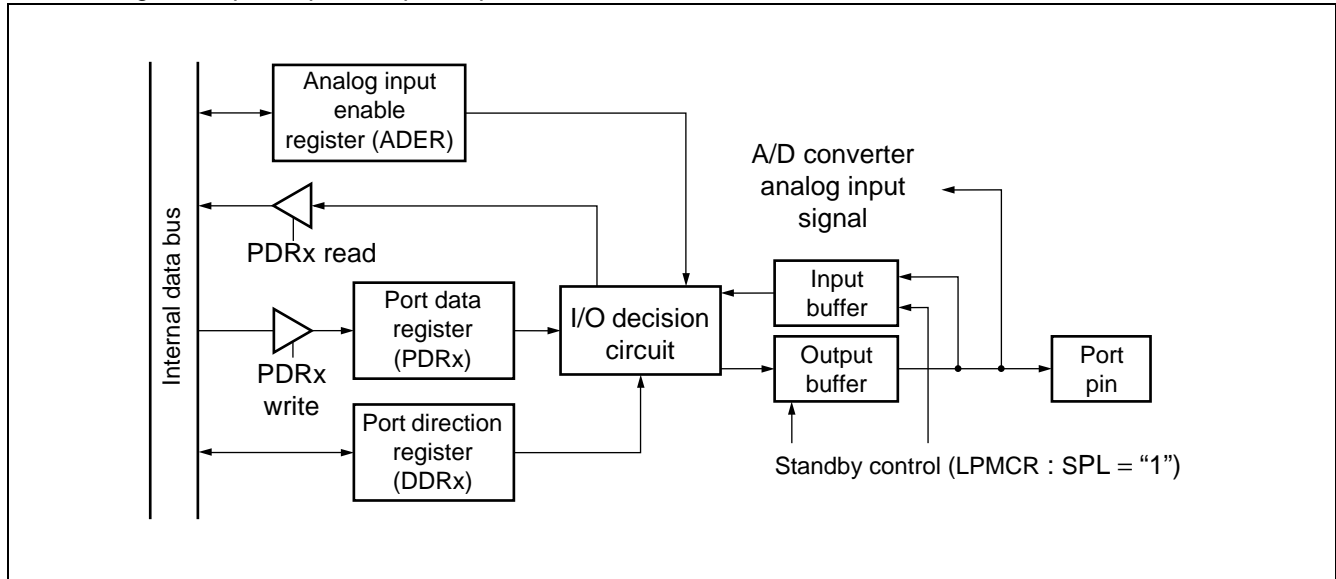 Internal data bus
Analog input
enable
register (ADER)
PDRx read
PDRx
write
Port data
register
(PDRx)
Port direction
register
(DDRx)
I/O decision
circuit
A/D converter
analog input
signal
Input
buffer
Output
buffer
Port
pin
Standby control (LPMCR : SPL = “1”)